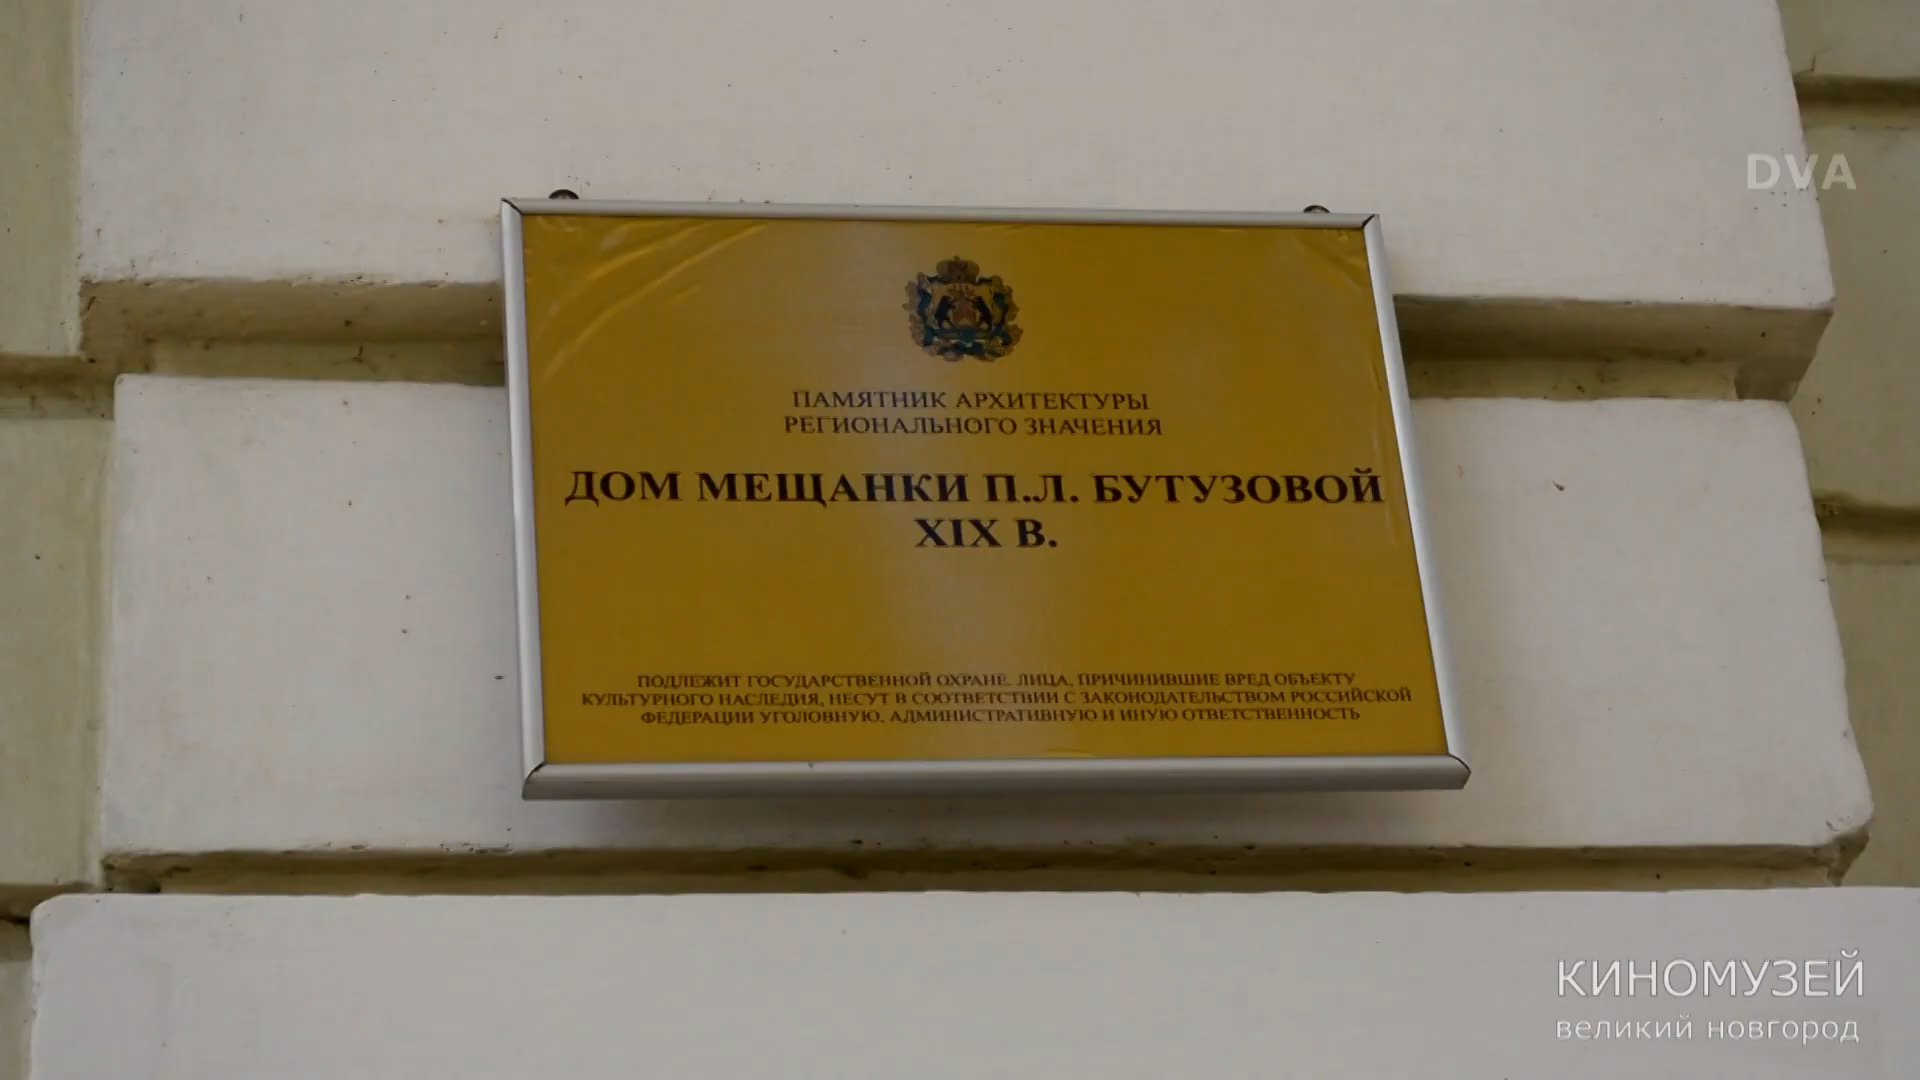 DVA
ПАМЯТНИК АРХИТЕКТУРЫ
РЕГИОНАЛЬНОГО ЗНАЧЕНИЯ
ДОМ МЕЩАНКИ П.Л. БУТУЗОВОЙ
XIX В.
ПОДЛЕЖИТ ГОСУДАРСТВЕННОЙ ОХРАНЕ. ЛИЦА, ПРИЧИНИВШИЕ ВРЕД ОБЪЕКТУ
КУЛЬТУРНОГО НАСЛЕДИЯ, НЕСУТ В СООТВЕТСТВИИ С ЗАКОНОДАТЕЛЬСТВОМ РОССИЙСКОЙ
ФЕДЕРАЦИИ УГОЛОВНУЮ, АДМИНИСТРАТИВНУЮ И ИНУЮ ОТВЕТСТВЕННОСТЬ
КИНОМУЗЕЙ
великий новгород